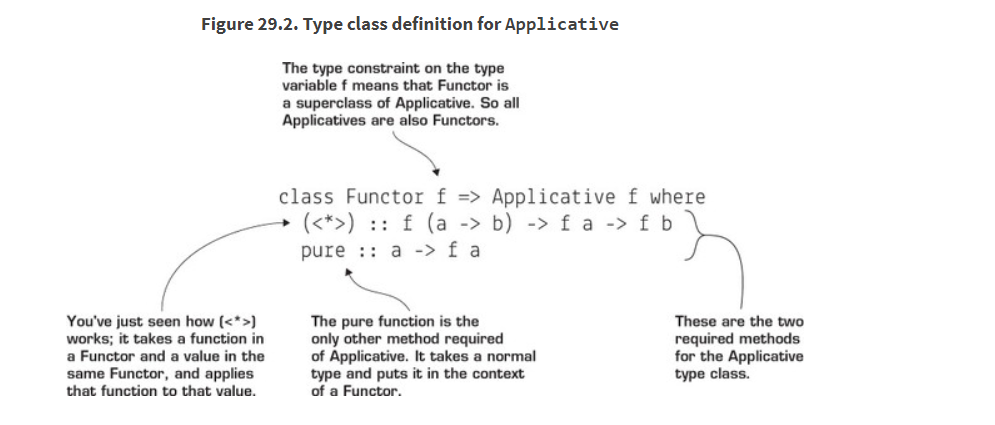 Figure 29.2. Type class definition for Applicative
The type constraint on the type
variable f means that Functor is
a superclass of Applicative. So all
Applicatives are also Functors.
class Functor f => Applicative f where
(<*>) :: f (a -> b) -> f a -> f b
pure :: a -> f a
You've just seen how (<*>)
works; it takes a function in
a Functor and a value in the
same Functor, and applies
that function to that value.
The pure function is the
only other method required
of Applicative. It takes a normal
type and puts it in the context
of a Functor.
These are the two
required methods
for the Applicative
type class.